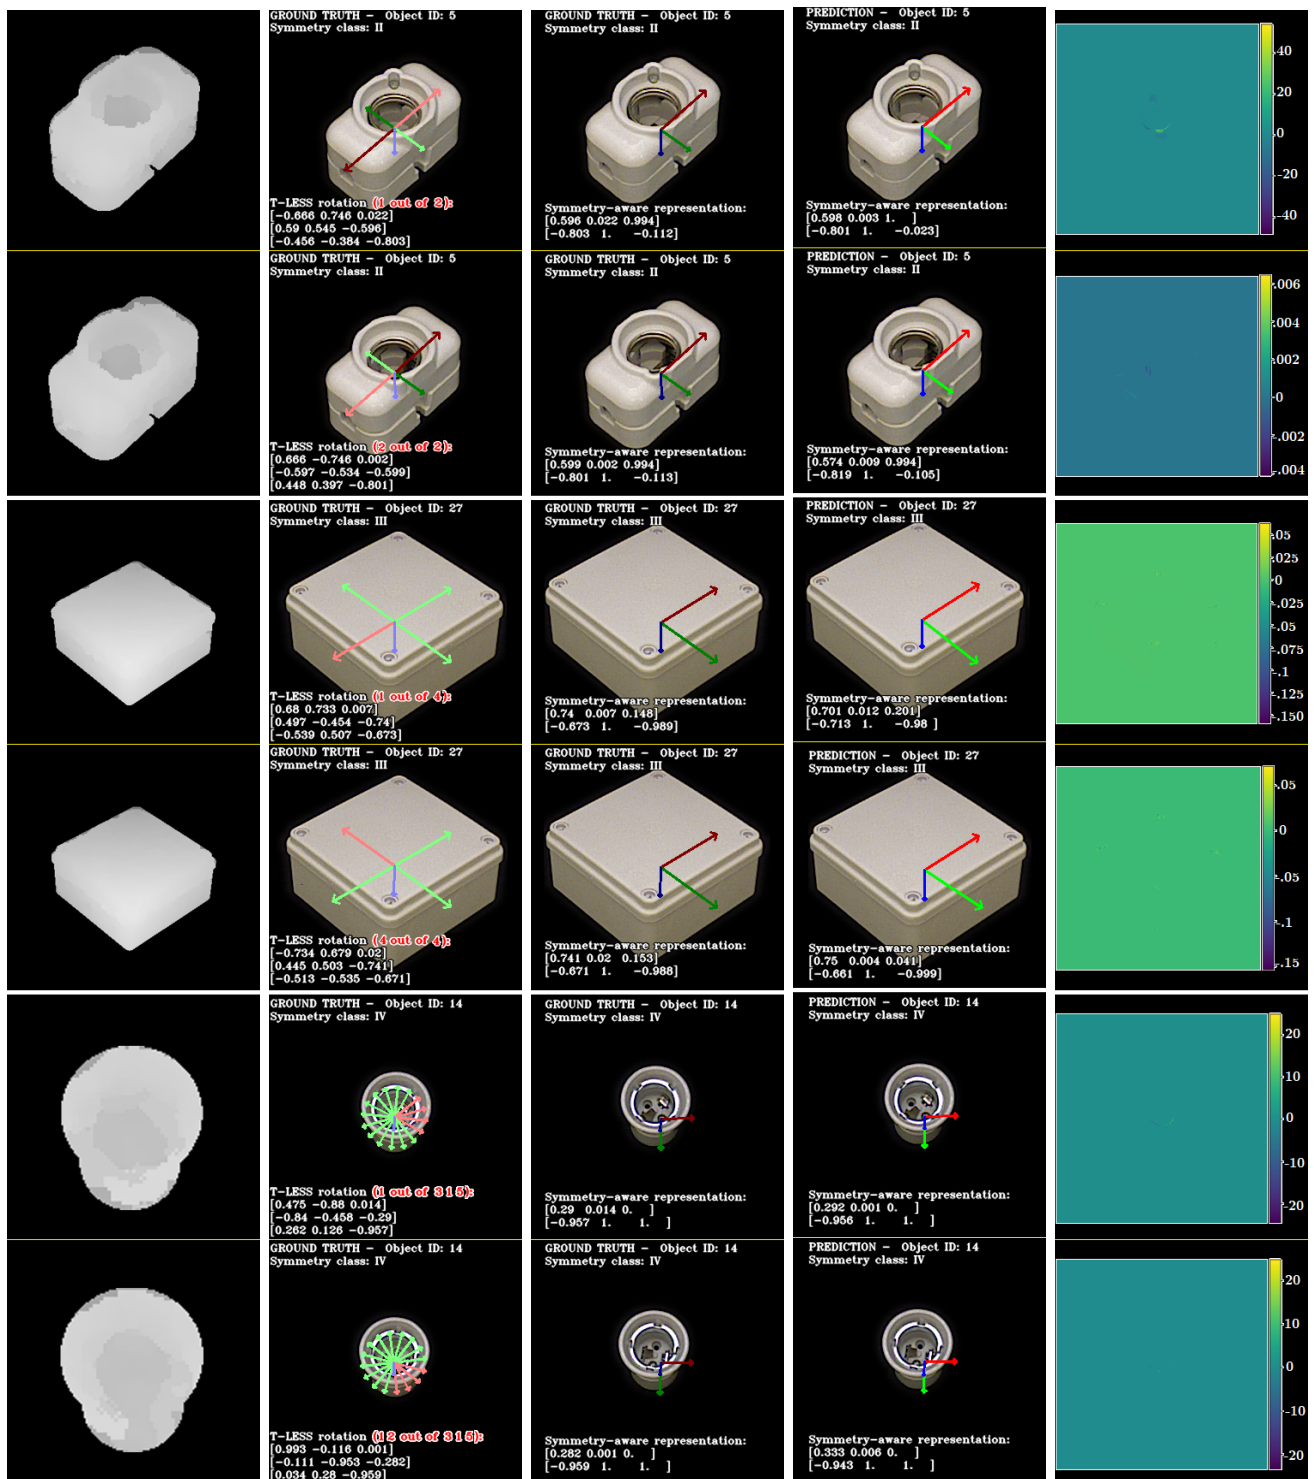 GROUND TRUTH - Object ID: 5
Symmetry class: II
T-LESS rotation (1 out of 2):
[-0.666 0.746 0.022]
[0.59 0.545 -0.596]
[-0.456 -0.384 -0.803]
GROUND TRUTH - Object ID: 5
Symmetry class: II
Symmetry-aware representation:
[0.596 0.022 0.994]
[-0.803 1. -0.112]
PREDICTION - Object ID: 5
Symmetry class: II
Symmetry-aware representation:
[0.598 0.003 1. ]
[-0.801 1. -0.023]
40
20
0
-20
-40
GROUND TRUTH - Object ID: 5
Symmetry class: II
T-LESS rotation (2 out of 2):
[0.666 -0.746 0.002]
[-0.597 -0.534 -0.599]
[0.448 0.397 -0.801]
GROUND TRUTH - Object ID: 5
Symmetry class: II
Symmetry-aware representation:
[0.599 0.002 0.994]
[-0.801 1. -0.113]
PREDICTION - Object ID: 5
Symmetry class: II
Symmetry-aware representation:
[0.574 0.009 0.994]
[-0.819 1. -0.105]
.006
.004
.002
0
-.002
-.004
GROUND TRUTH - Object ID: 27
Symmetry class: III
T-LESS rotation (1 out of 4):
[0.68 0.733 0.007]
[0.497 -0.454 -0.74]
[-0.539 0.507 -0.673]
GROUND TRUTH - Object ID: 27
Symmetry class: III
Symmetry-aware representation:
[0.74 0.007 0.148]
[-0.673 1. -0.989]
PREDICTION - Object ID: 27
Symmetry class: III
Symmetry-aware representation:
[0.701 0.012 0.201]
[-0.713 1. -0.98 ]
.05
.025
0
-.025
-.05
-.075
-.1
-.125
-.150
GROUND TRUTH - Object ID: 27
Symmetry class: III
T-LESS rotation (4 out of 4):
[-0.734 0.679 0.02]
[0.445 0.503 -0.741]
[-0.513 -0.535 -0.671]
GROUND TRUTH - Object ID: 27
Symmetry class: III
Symmetry-aware representation:
[0.741 0.02 0.153]
[-0.671 1. -0.988]
PREDICTION - Object ID: 27
Symmetry class: III
Symmetry-aware representation:
[0.75 0.004 0.041]
[-0.661 1. -0.999]
.05
0
-.05
-.1
-.15
GROUND TRUTH - Object ID: 14
Symmetry class: IV
T-LESS rotation (1 out of 315):
[0.475 -0.88 0.014]
[-0.84 -0.458 -0.29]
[0.262 0.126 -0.957]
GROUND TRUTH - Object ID: 14
Symmetry class: IV
Symmetry-aware representation:
[0.29 0.014 0. ]
[-0.957 1. 1. ]
PREDICTION - Object ID: 14
Symmetry class: IV
Symmetry-aware representation:
[0.292 0.001 0. ]
[-0.956 1. 1. ]
20
10
0
-10
-20
GROUND TRUTH - Object ID: 14
Symmetry class: IV
T-LESS rotation (12 out of 315):
[0.993 -0.116 0.001]
[-0.111 -0.953 -0.282]
[0.034 0.28 -0.959]
GROUND TRUTH - Object ID: 14
Symmetry class: IV
Symmetry-aware representation:
[0.282 0.001 0. ]
[-0.959 1. 1. ]
PREDICTION - Object ID: 14
Symmetry class: IV
Symmetry-aware representation:
[0.333 0.006 0. ]
[-0.943 1. 1. ]
20
10
0
-10
-20